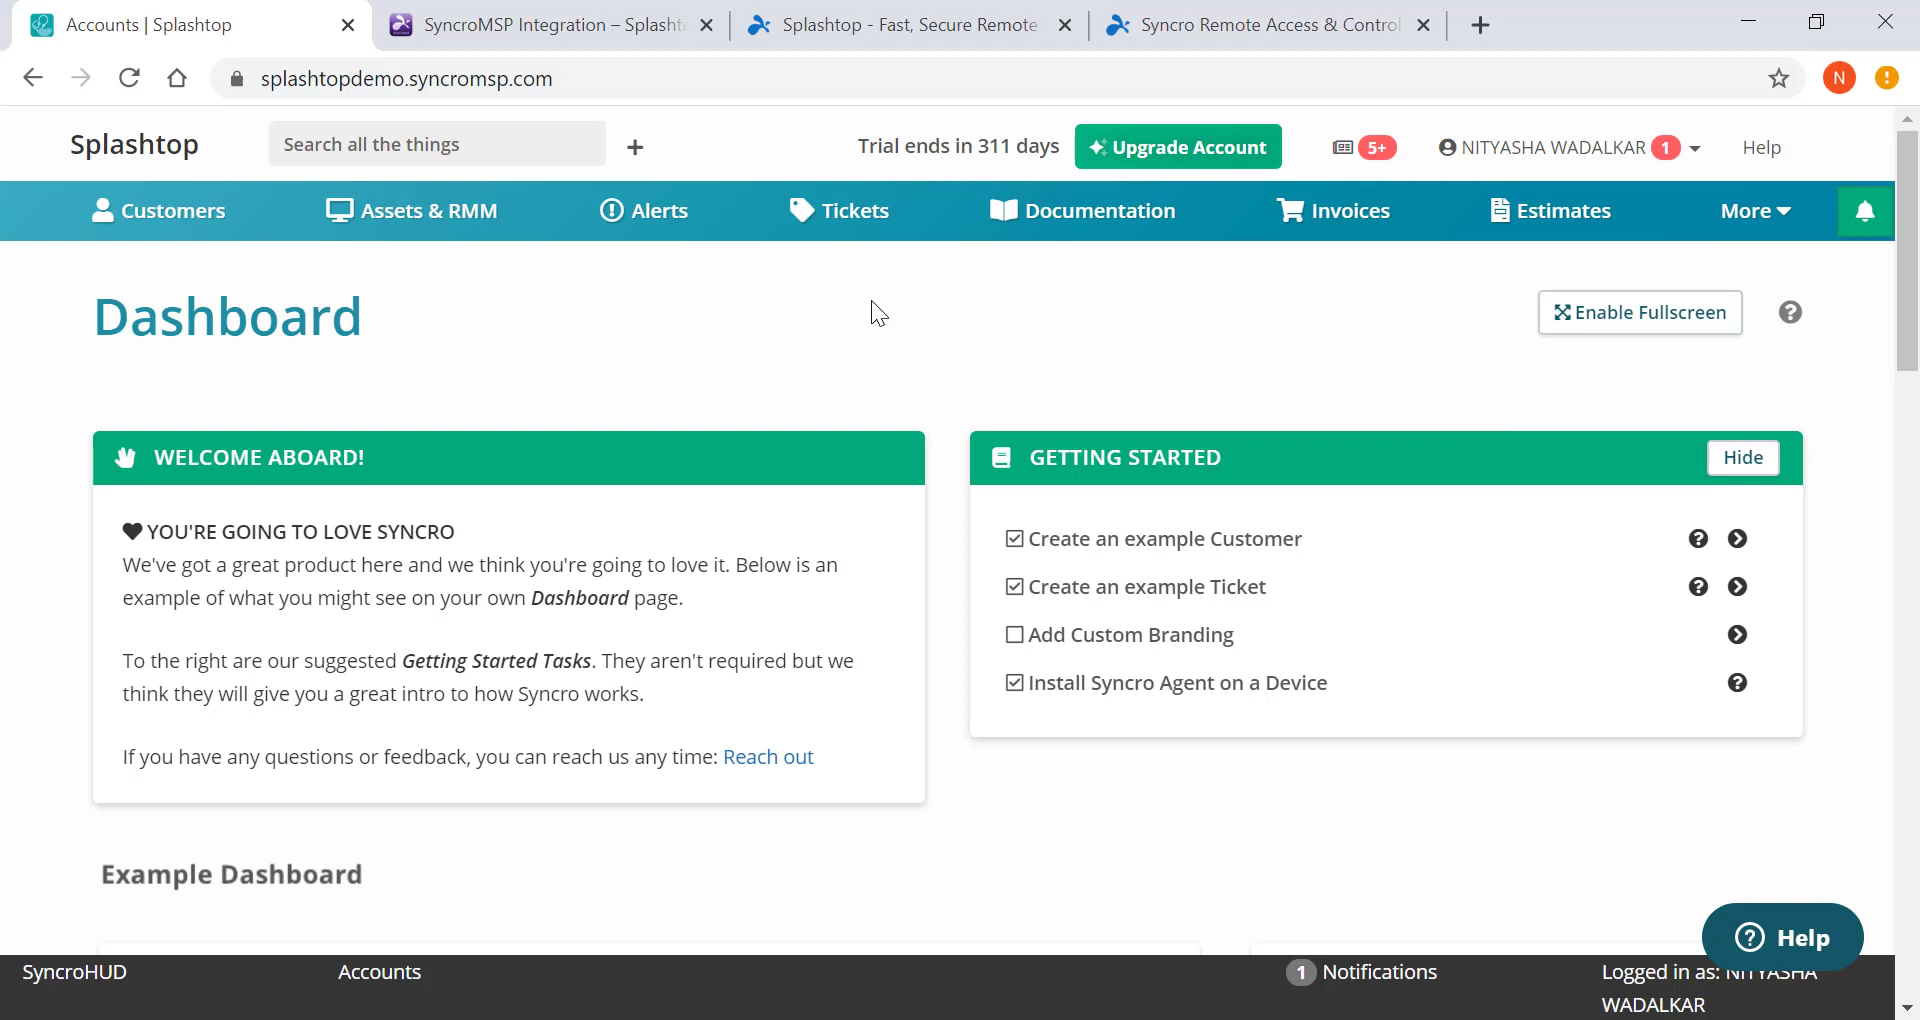 Accounts | Splashtop
SyncroMSP Integration – Splasht
Splashtop - Fast, Secure Remote
Syncro Remote Access & Control
splashtopdemo.syncromsp.com
N
Splashtop
Search all the things
Trial ends in 311 days
Upgrade Account
5+
NITYASHA WADALKAR 1
Help
Customers
Assets & RMM
Alerts
Tickets
Documentation
Invoices
Estimates
More
Dashboard
Enable Fullscreen
WELCOME ABOARD!
YOU'RE GOING TO LOVE SYNCRO
We've got a great product here and we think you're going to love it. Below is an
example of what you might see on your own Dashboard page.
To the right are our suggested Getting Started Tasks. They aren't required but we
think they will give you a great intro to how Syncro works.
If you have any questions or feedback, you can reach us any time: Reach out
GETTING STARTED
Hide
Create an example Customer
Create an example Ticket
Add Custom Branding
Install Syncro Agent on a Device
Example Dashboard
Help
SyncroHUD
Accounts
1 Notifications
Logged in as: NITYASHA
WADALKAR